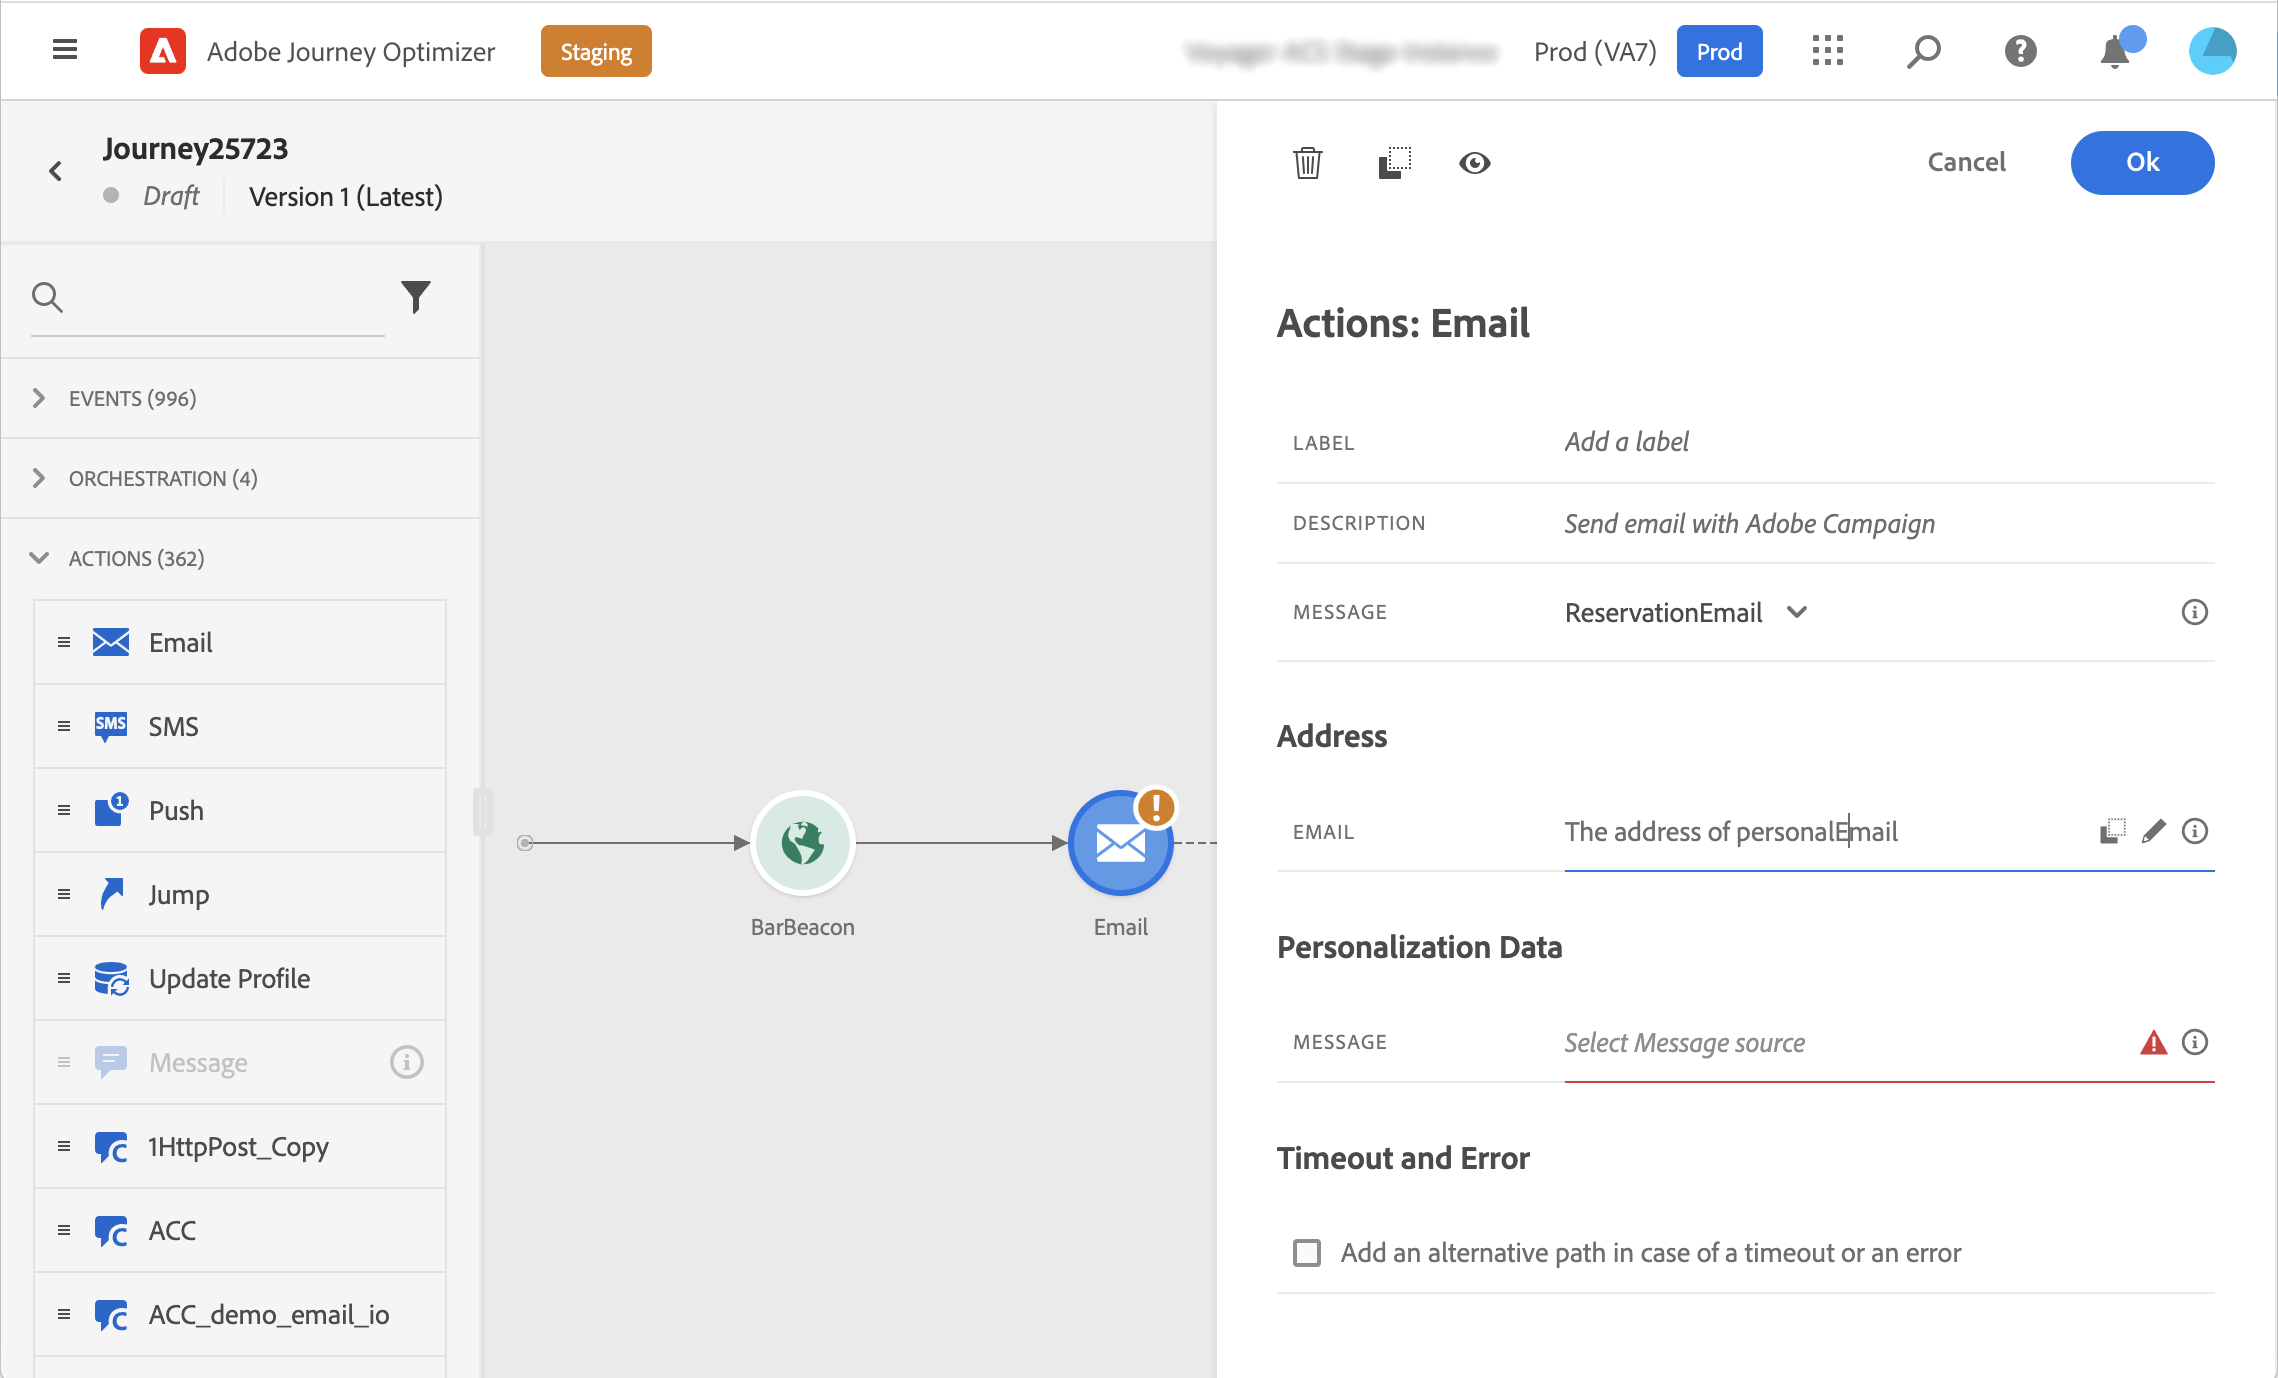 Adobe Journey Optimizer
Staging
Prod (VA7)
Prod
Journey25723
Draft
Version 1 (Latest)
EVENTS (996)
ORCHESTRATION (4)
ACTIONS (362)
Email
SMS
SMS
1
Push
Jump
Update Profile
Message
1HttpPost_Copy
ACC
ACC_demo_email_io
BarBeacon
Email
Cancel
Ok
Actions: Email
LABEL
Add a label
DESCRIPTION
Send email with Adobe Campaign
MESSAGE
ReservationEmail
Address
EMAIL
The address of personalEmail
Personalization Data
MESSAGE
Select Message source
Timeout and Error
Add an alternative path in case of a timeout or an error